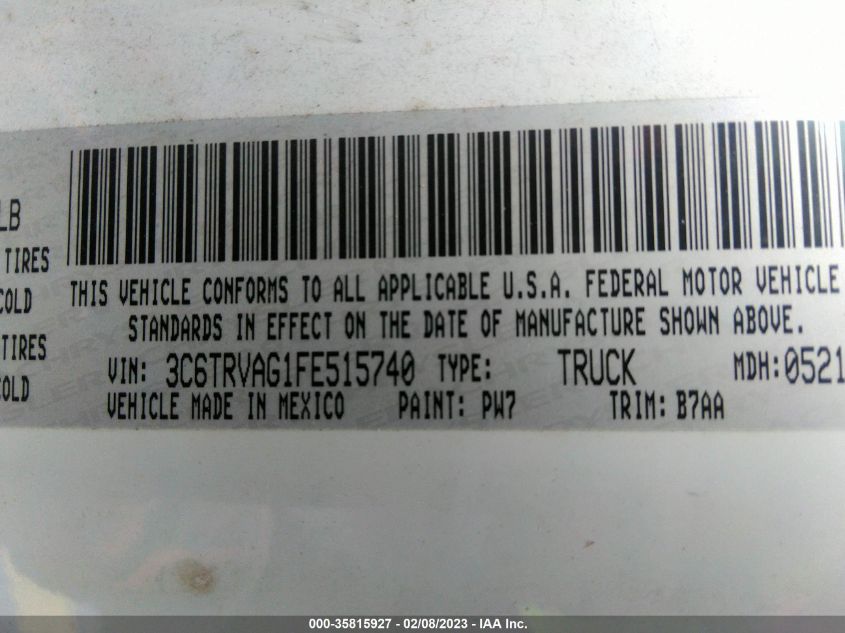 LB
TIRES
COLD
TIRES
COLD
THIS VEHICLE CONFORMS TO ALL APPLICABLE U.S.A. FEDERAL MOTOR VEHICLE
STANDARDS IN EFFECT ON THE DATE OF MANUFACTURE SHOWN ABOVE.
VIN: 3C6TRVAG1FE515740 TYPE: TRUCK MDH:0521
VEHICLE MADE IN MEXICO PAINT: PW7 TRIM: B7AA
000-35815927 - 02/08/2023 - IAA Inc.